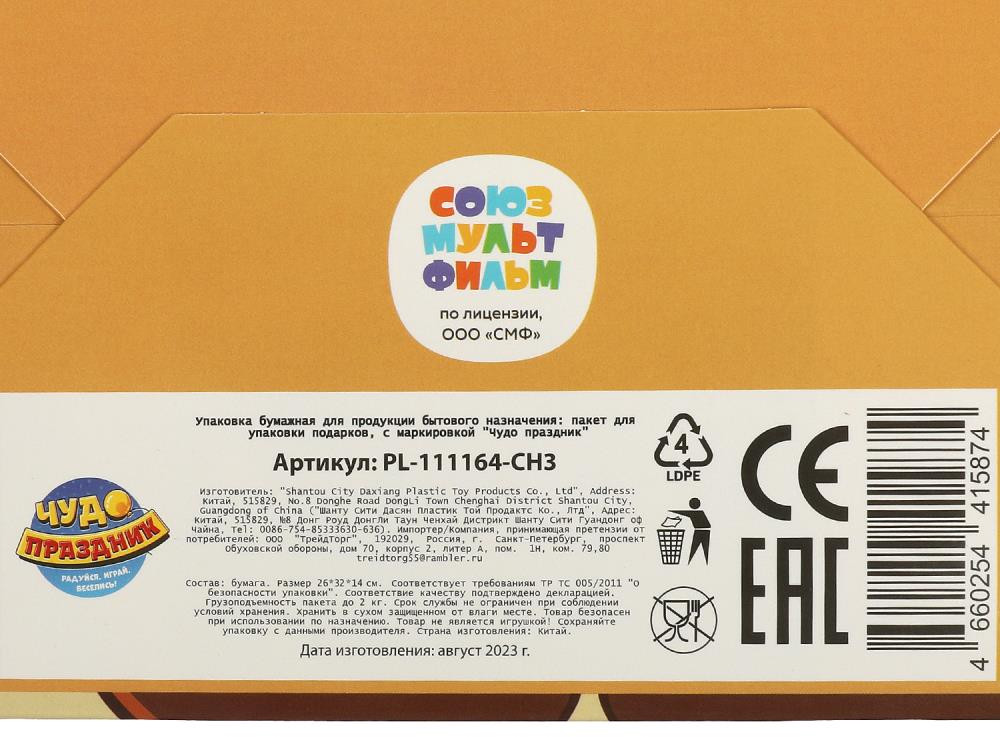 СОЮЗ
МУЛЬТ
ФИЛЬМ
по лицензии,
ООО «СМФ»
Упаковка бумажная для продукции бытового назначения: пакет для
упаковки подарков, с маркировкой "Чудо праздник"
Артикул: PL-111164-CH3
Изготовитель: "Shantou City Daxiang Plastic Toy Products Co., Ltd", Address:
Китай, 515829, No.8 Donghe Road DongLi Town Chenghai District Shantou City,
Guangdong of China ("Шанту Сити Дасян Пластик Той Продактс Ко., Лтд", Адрес:
Китай, 515829, №8 Донг Роуд ДонгЛи Таун Ченхай Дистрикт Шанту Сити Гуандонг оф
Чайна, Тел: 0086-754-85333630-636). импортер/Компания, принимающая претензии от
потребителей: ООО "Трейдторг", 192029, Россия, г. Санкт-Петербург, проспект
обуховской обороны, дом 70, корпус 2, литер А, пом. 1Н, ком. 79,80
treidtorg55@rambler.ru
Состав: бумага. Размер 26*32*14 см. Соответствует требованиям ТР ТС 005/2011 "О
безопасности упаковки". Соответствие качеству подтверждено декларацией.
Грузоподъемность пакета до 2 кг. Срок службы не ограничен при соблюдении
условий хранения. Хранить в сухом защищенном от влаги месте. Товар безопасен
при использовании по назначению. Товар не является игрушкой! Сохраняйте
упаковку с данными производителя. Страна изготовления: Китай.
Дата изготовления: август 2023 г.
ЧУДО
ПРАЗДНИК
РАДУЙСЯ, ИГРАЙ,
ВЕСЕЛИСЬ!
4
LDPE
CE
EAC
4 660254 415874